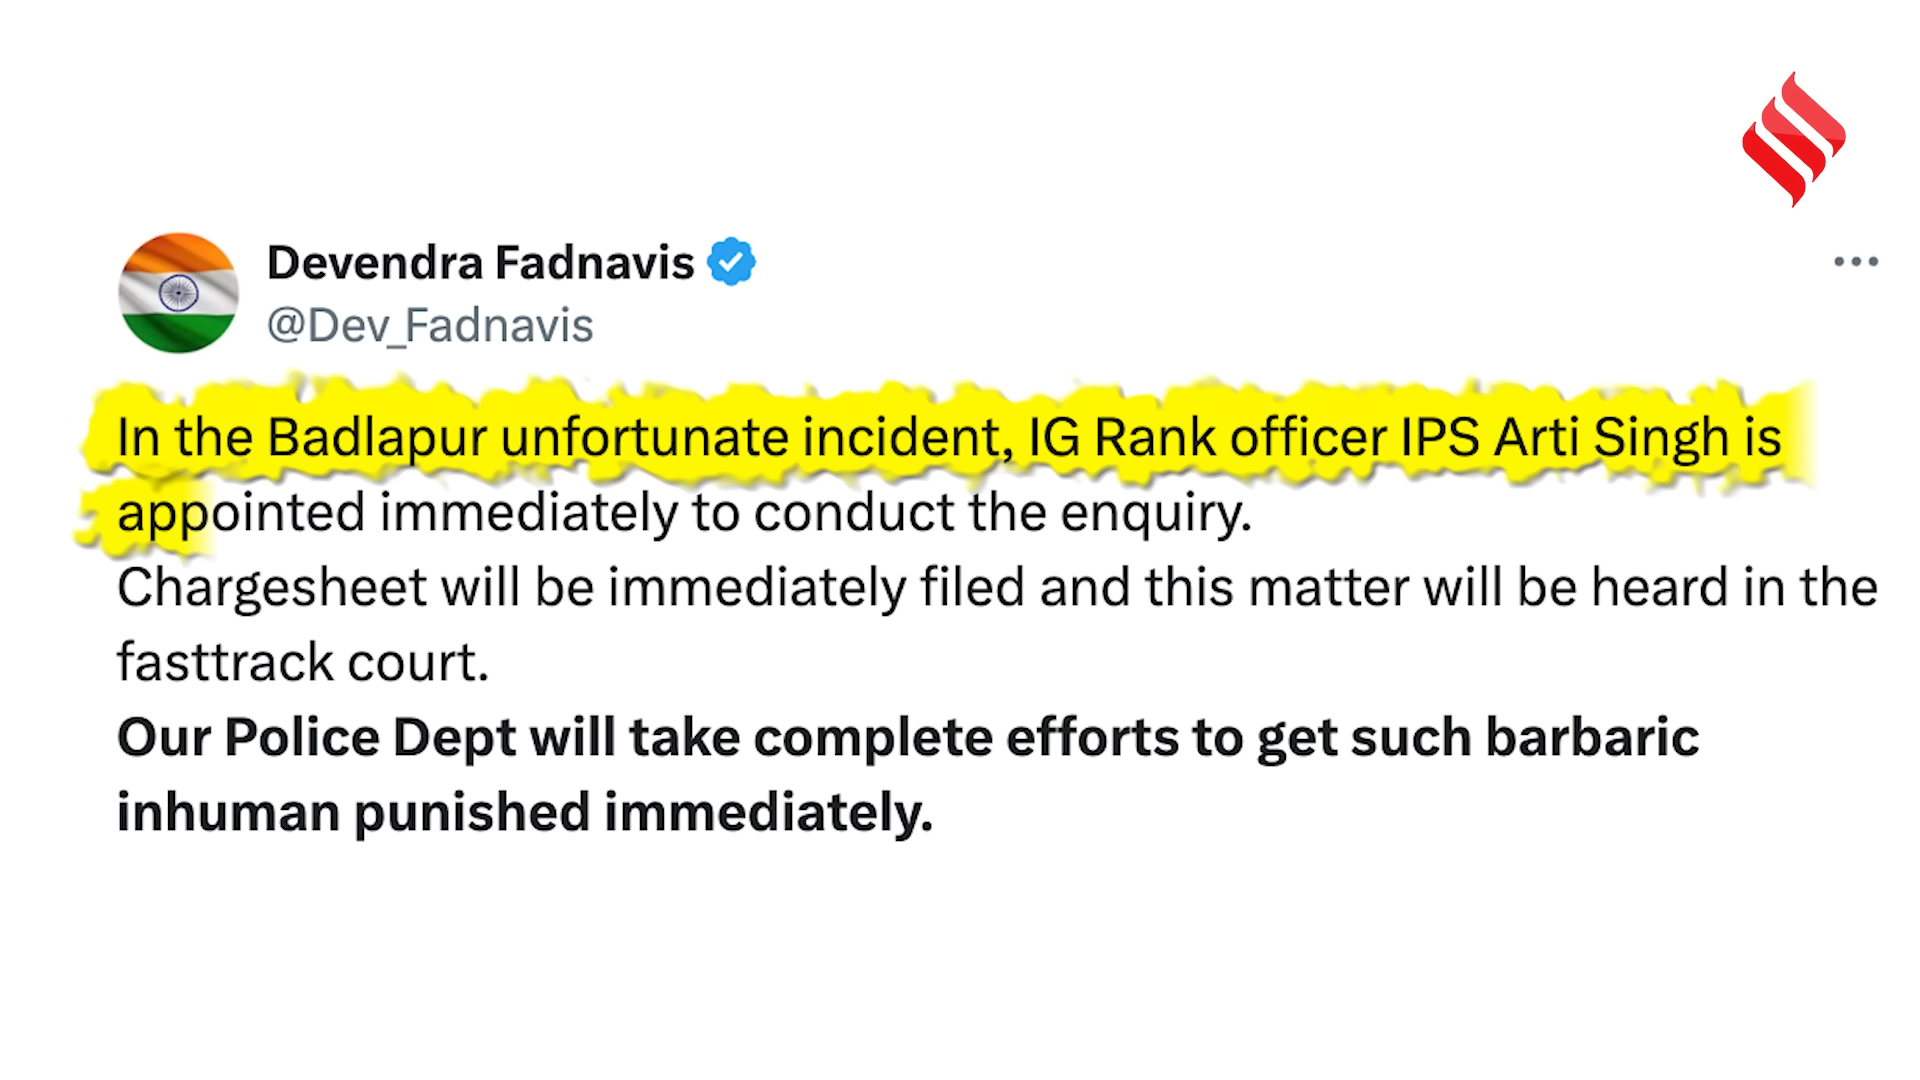 Devendra Fadnavis
@Dev_Fadnavis
In the Badlapur unfortunate incident, IG Rank officer IPS Arti Singh is
appointed immediately to conduct the enquiry.
Chargesheet will be immediately filed and this matter will be heard in the
fasttrack court.
Our Police Dept will take complete efforts to get such barbaric
inhuman punished immediately.